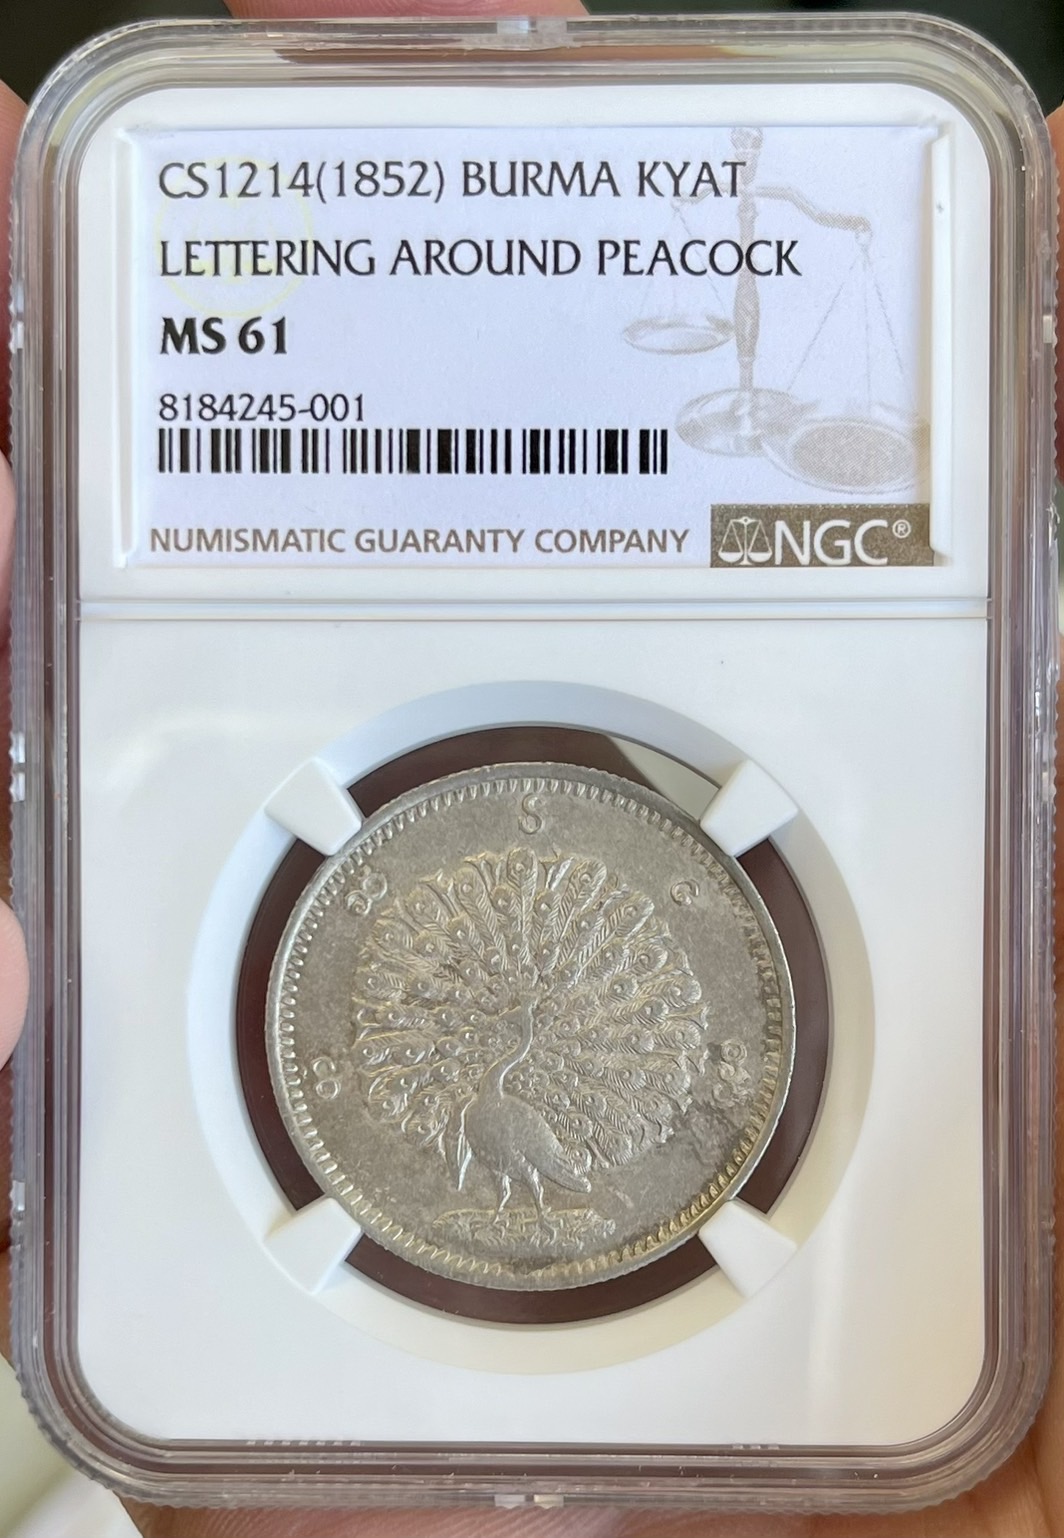 CS1214(1852) BURMA KYAT
LETTERING AROUND PEACOCK
MS 61
8184245-001
NUMISMATIC GUARANTY COMPANY
NGC®